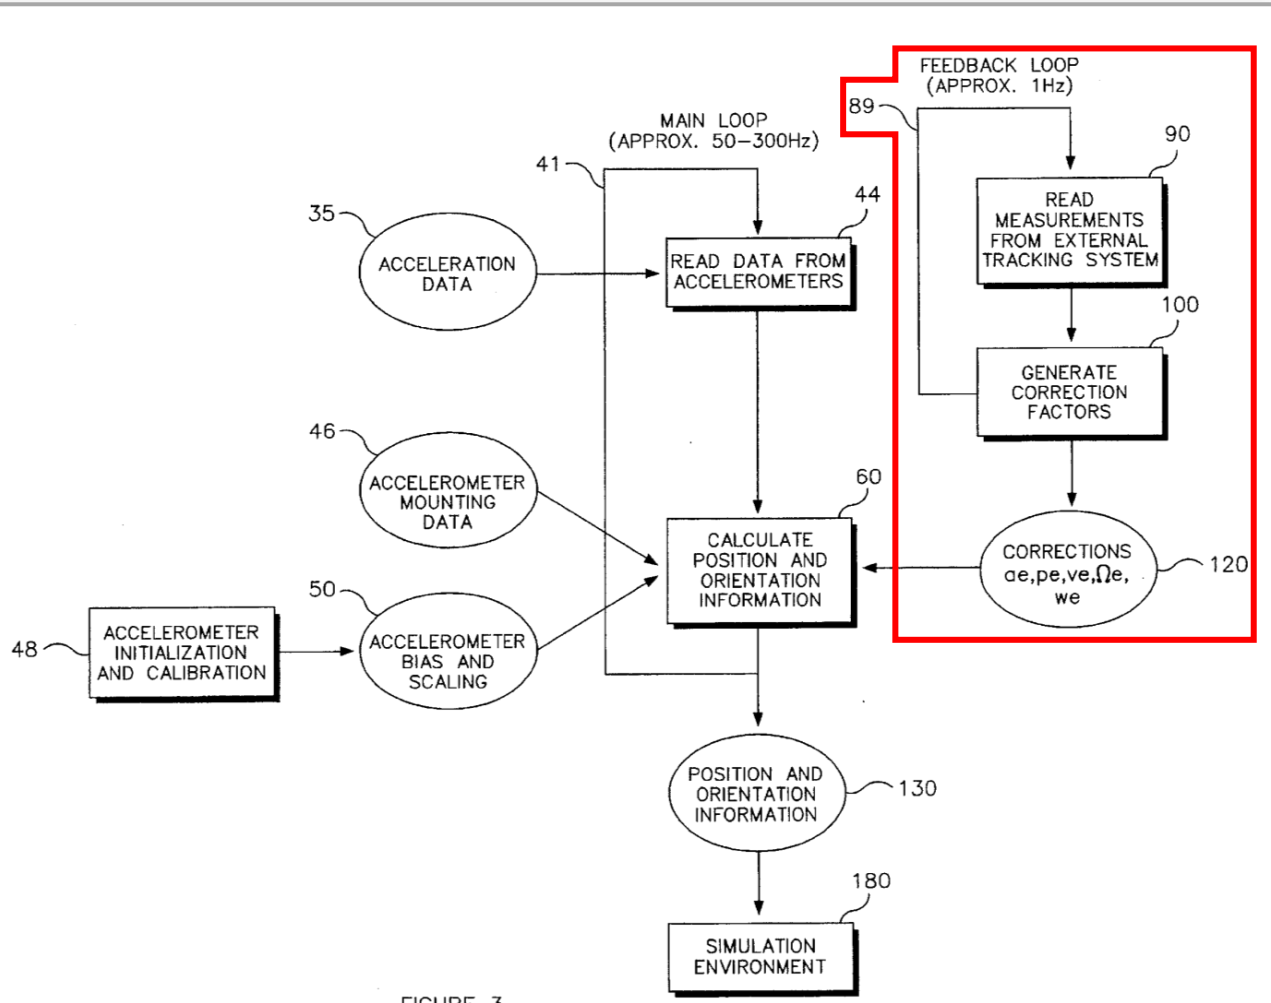 FEEDBACK LOOP
(APPROX. 1Hz)
89
MAIN LOOP
(APPROX. 50-300Hz)
41
90
READ
MEASUREMENTS
FROM EXTERNAL
TRACKING SYSTEM
35
ACCELERATION
DATA
44
READ DATA FROM
ACCELEROMETERS
100
GENERATE
CORRECTION
FACTORS
46
ACCELEROMETER
MOUNTING
DATA
60
CALCULATE
POSITION AND
ORIENTATION
INFORMATION
CORRECTIONS
ae,pe,ve,Ωe,
we
120
48
ACCELEROMETER
INITIALIZATION
AND CALIBRATION
50
ACCELEROMETER
BIAS AND
SCALING
POSITION AND
ORIENTATION
INFORMATION
130
180
SIMULATION
ENVIRONMENT
FIGURE 3